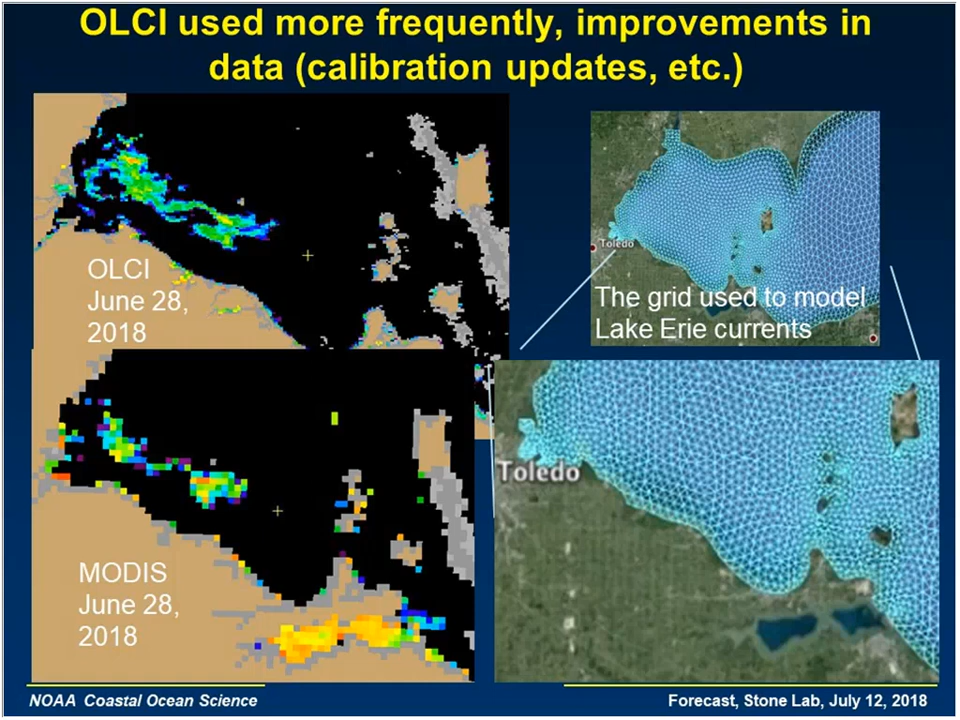 OLCI used more frequently, improvements in
data (calibration updates, etc.)
OLCI
June 28,
2018
Toledo
The grid used to model
Lake Erie currents
MODIS
June 28,
2018
Toledo
NOAA Coastal Ocean Science
Forecast, Stone Lab, July 12, 2018